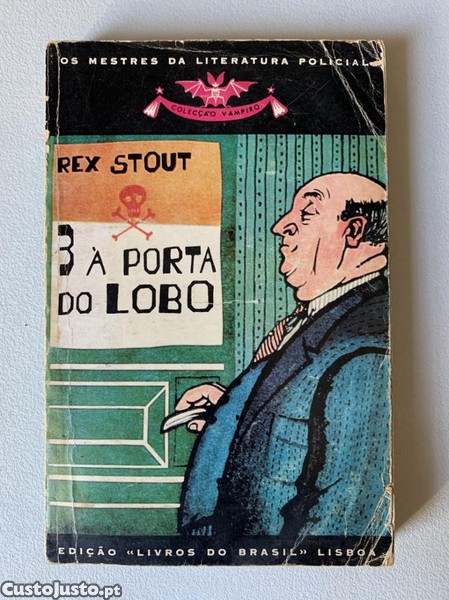 OS MESTRES DA LITERATURA POLICIAL
COLECÇÃO VAMPIRO
REX STOUT
3 À PORTA
DO LOBO
EDIÇÃO «LIVROS DO BRASIL» LISBOA
CustoJusto.pt